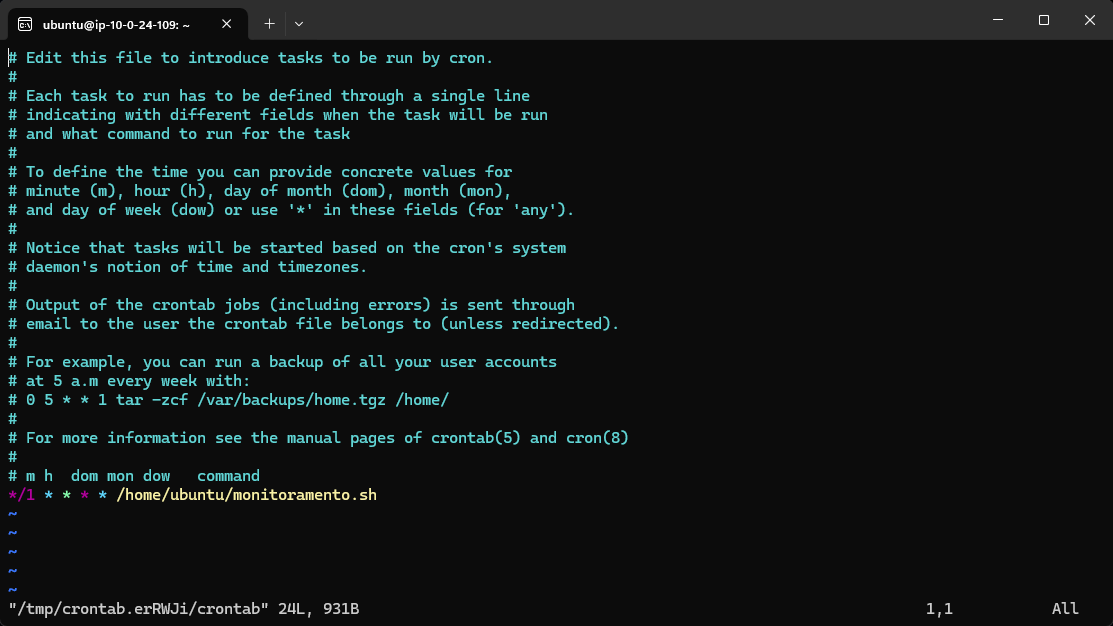 ubuntu@ip-10-0-24-109: ~
# Edit this file to introduce tasks to be run by cron.
#
# Each task to run has to be defined through a single line
# indicating with different fields when the task will be run
# and what command to run for the task
#
# To define the time you can provide concrete values for
# minute (m), hour (h), day of month (dom), month (mon),
# and day of week (dow) or use '*' in these fields (for 'any').
#
# Notice that tasks will be started based on the cron's system
# daemon's notion of time and timezones.
#
# Output of the crontab jobs (including errors) is sent through
# email to the user the crontab file belongs to (unless redirected).
#
# For example, you can run a backup of all your user accounts
# at 5 a.m every week with:
# 0 5 * * 1 tar -zcf /var/backups/home.tgz /home/
#
# For more information see the manual pages of crontab(5) and cron(8)
#
# m h  dom mon dow   command
*/1 * * * * /home/ubuntu/monitoramento.sh
~
~
~
~
~
"/tmp/crontab.erRWJi/crontab" 24L, 931B 1,1 All